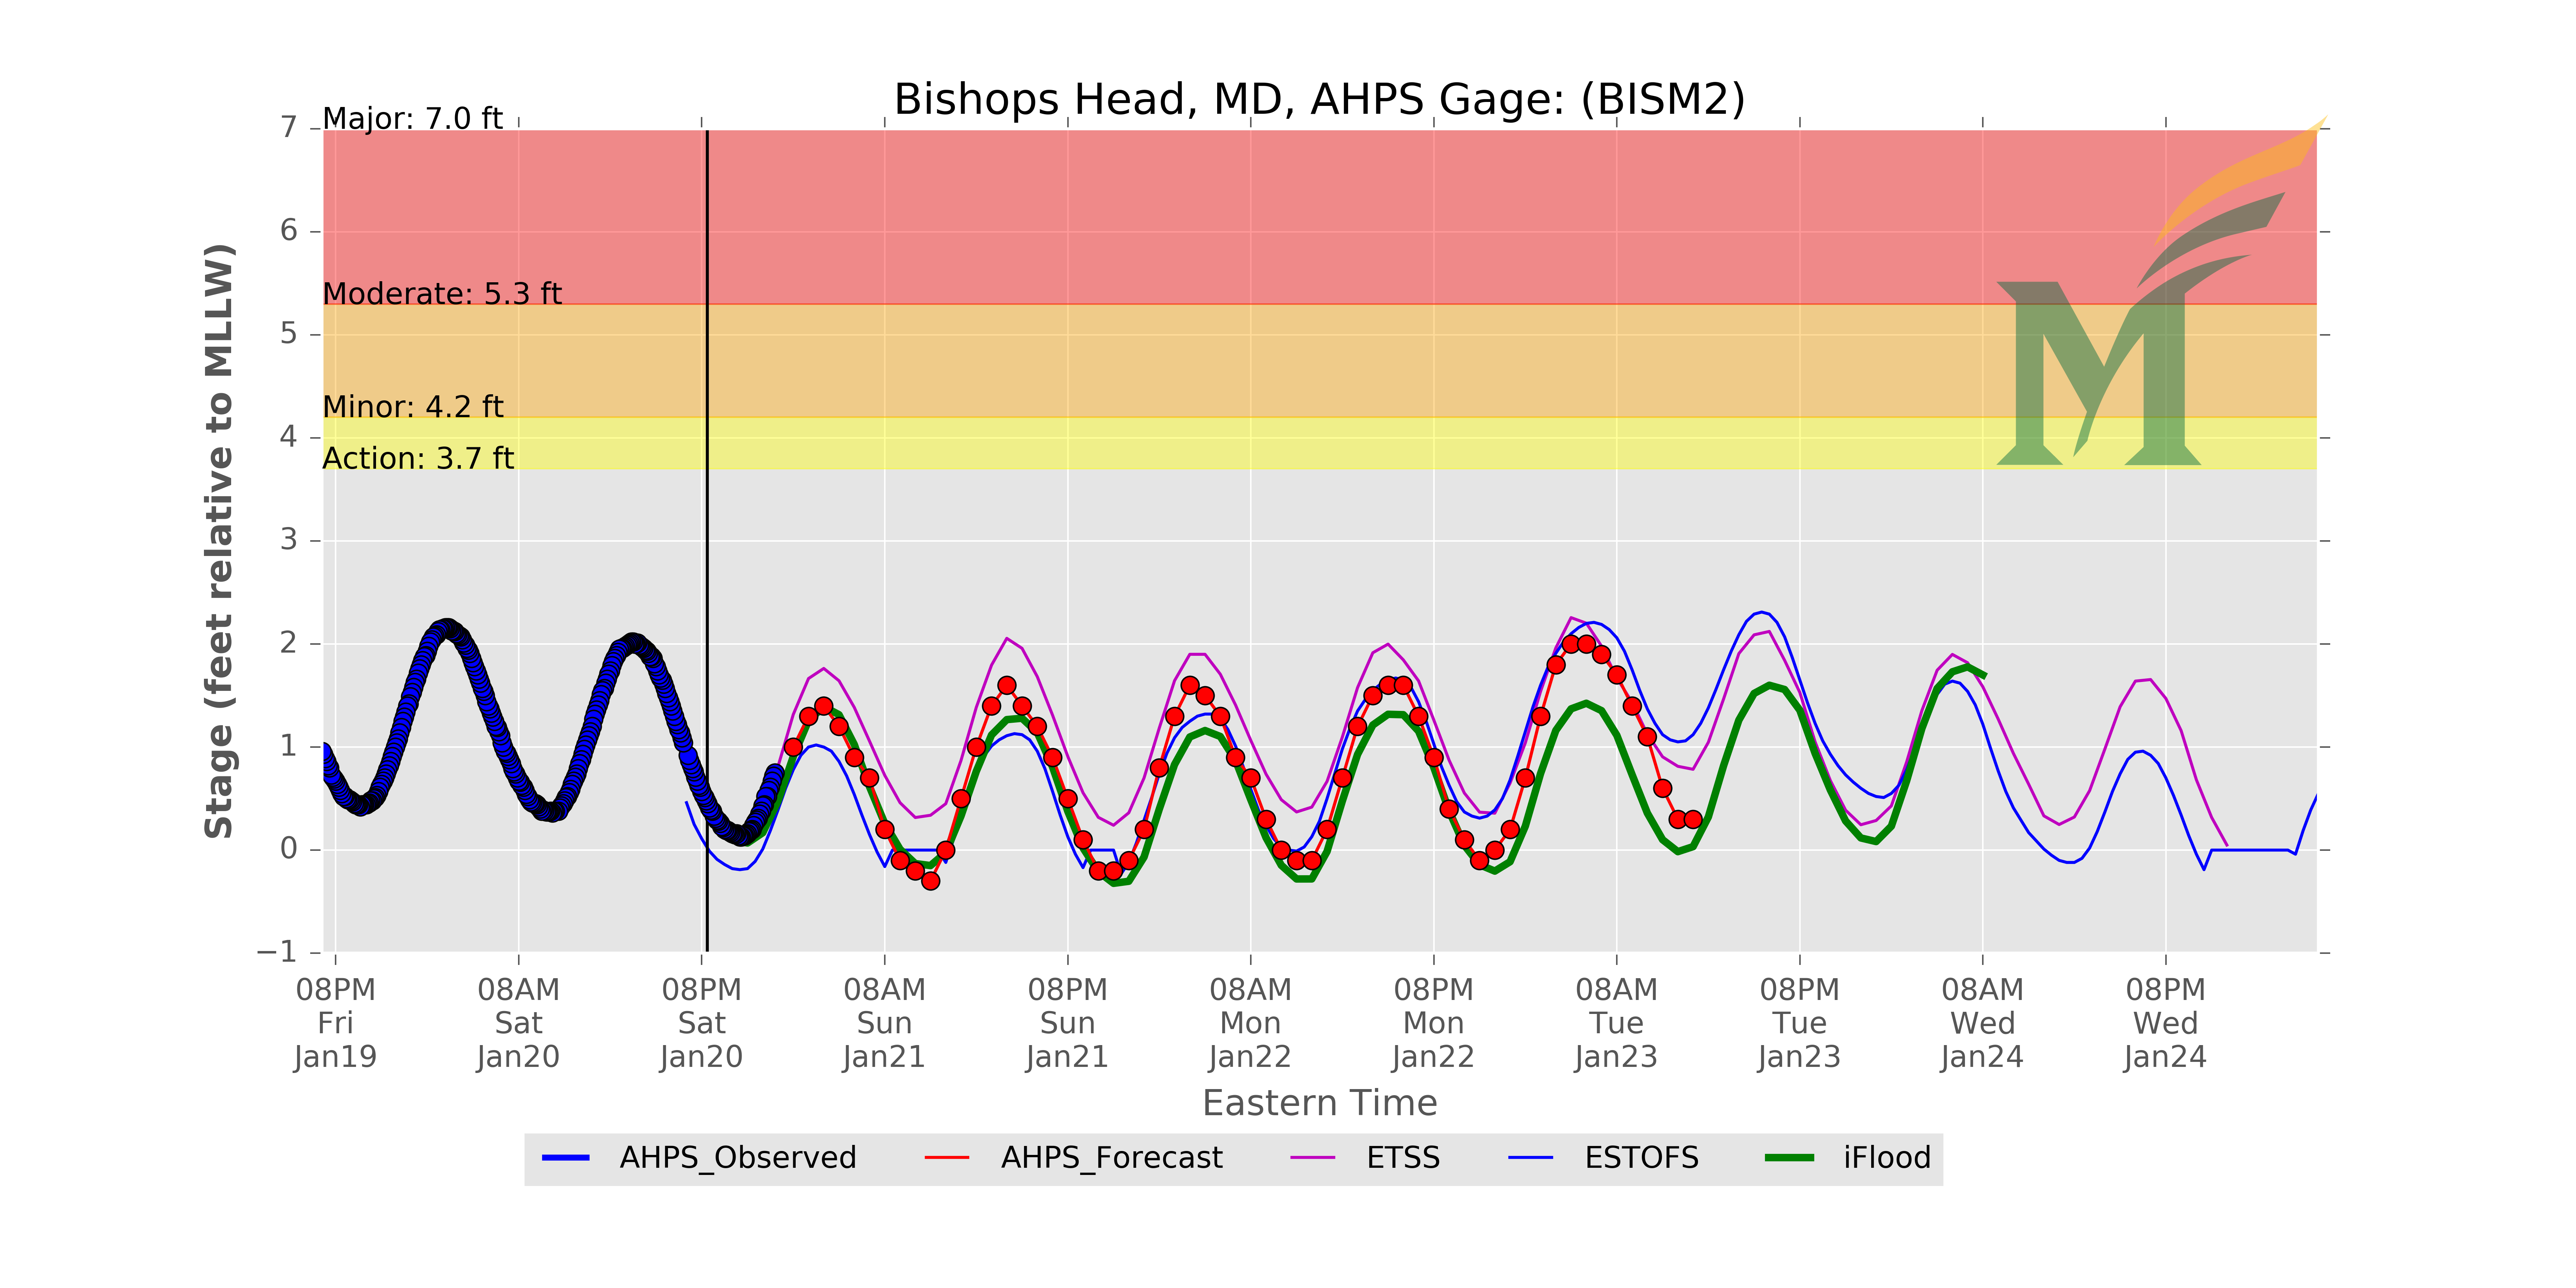 Bishops Head, MD, AHPS Gage: (BISM2)
Major: 7.0 ft
Moderate: 5.3 ft
Minor: 4.2 ft
Action: 3.7 ft
7
6
5
4
3
2
1
0
−1
Stage (feet relative to MLLW)
08PM 08AM 08PM 08AM 08PM 08AM 08PM 08AM 08PM 08AM 08PM
Fri Sat Sat Sun Sun Mon Mon Tue Tue Wed Wed
Jan19 Jan20 Jan20 Jan21 Jan21 Jan22 Jan22 Jan23 Jan23 Jan24 Jan24
Eastern Time
AHPS_Observed AHPS_Forecast ETSS ESTOFS iFlood
M